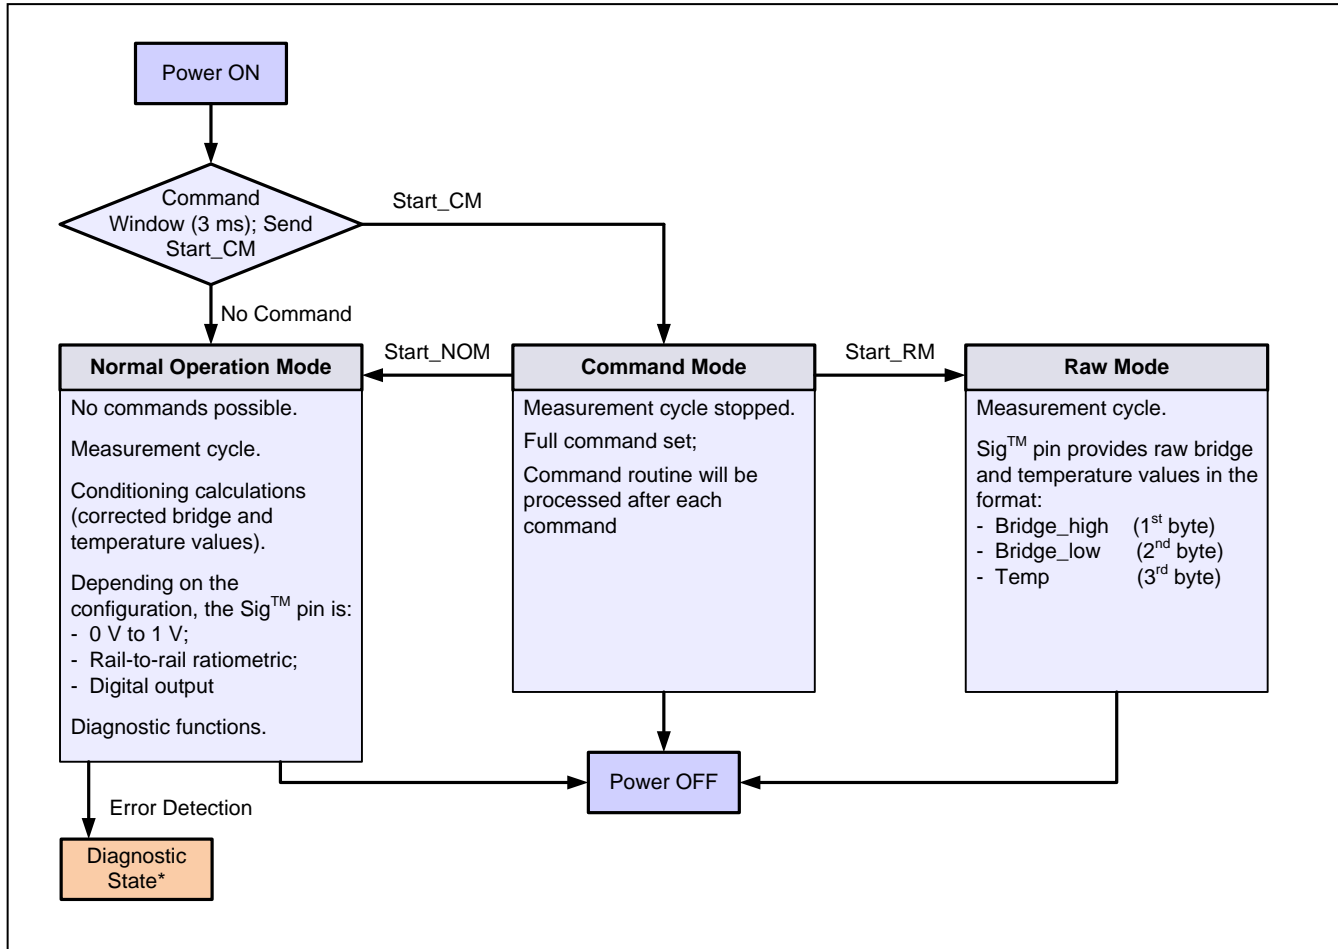 Power ON
Command
Window (3 ms); Send
Start_CM
Start_CM
No Command
Normal Operation Mode
No commands possible.
Measurement cycle.
Conditioning calculations
(corrected bridge and
temperature values).
Depending on the
configuration, the Sig™ pin is:
- 0 V to 1 V;
- Rail-to-rail ratiometric;
- Digital output
Diagnostic functions.
Start_NOM
Command Mode
Measurement cycle stopped.
Full command set;
Command routine will be
processed after each
command
Start_RM
Raw Mode
Measurement cycle.
Sig™ pin provides raw bridge
and temperature values in the
format:
- Bridge_high (1st byte)
- Bridge_low (2nd byte)
- Temp (3rd byte)
Power OFF
Error Detection
Diagnostic
State*